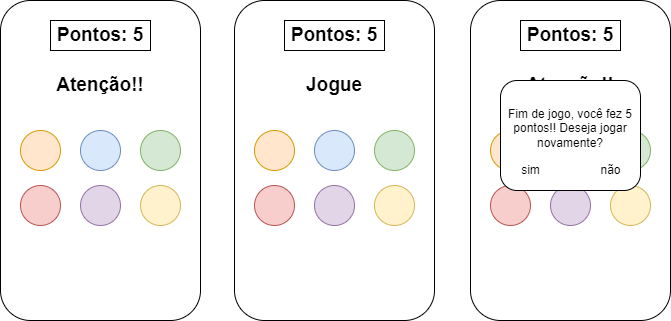 Pontos: 5
Atenção!!
Pontos: 5
Jogue
Pontos: 5
Fim de jogo, você fez 5
pontos!! Deseja jogar
novamente?
sim não